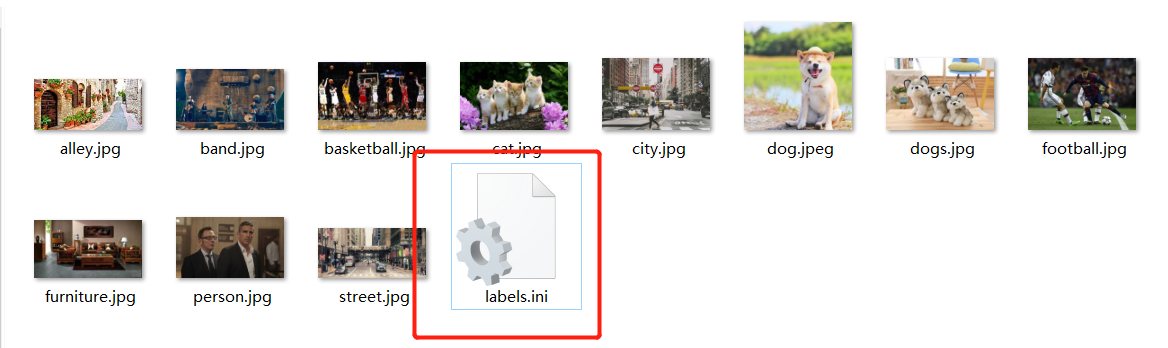 alley.jpg
band.jpg
basketball.jpg
cat.jpg
city.jpg
dog.jpeg
dogs.jpg
football.jpg
furniture.jpg
person.jpg
street.jpg
labels.ini